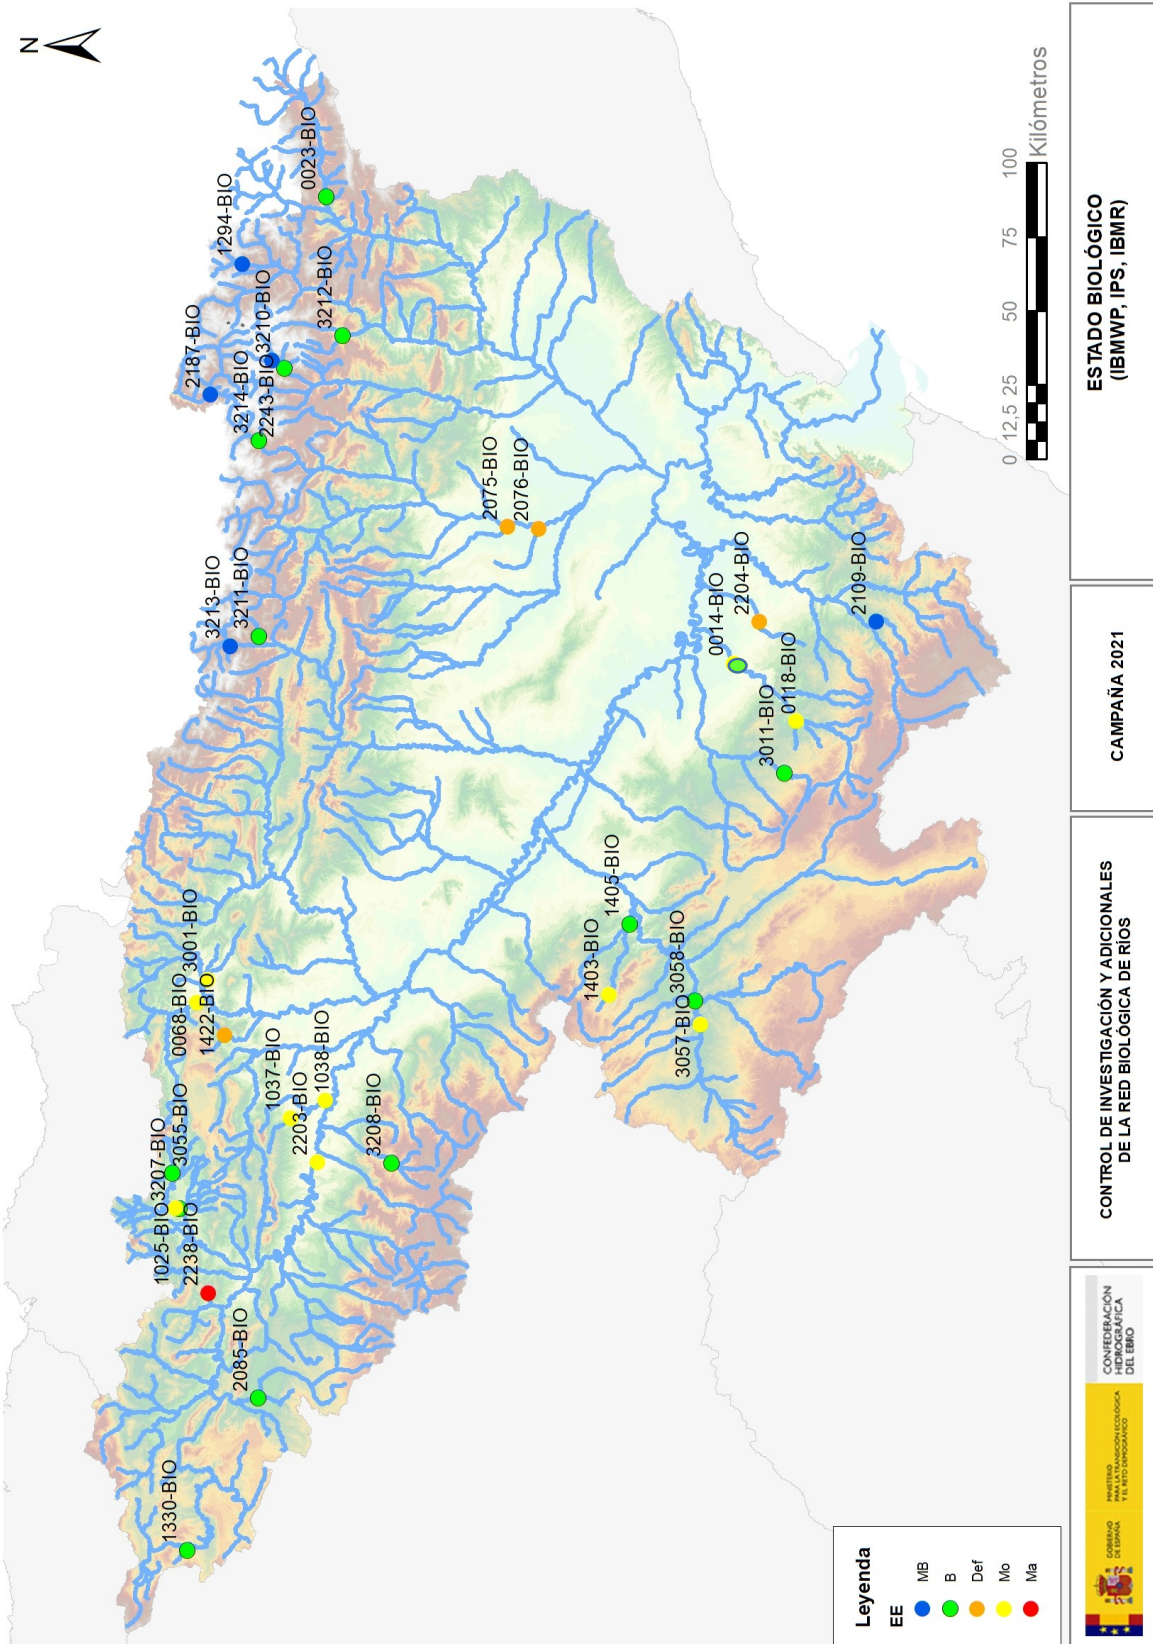 N
0023-BIO
1294-BIO
3212-BIO
3210-BIO
2187-BIO
3214-BIO
2243-BIO
2075-BIO
2076-BIO
3213-BIO
3211-BIO
0014-BIO
2204-BIO
2109-BIO
3011-BIO
0118-BIO
1405-BIO
1403-BIO
3058-BIO
3057-BIO
3001-BIO
0068-BIO
1422-BIO
1037-BIO
1038-BIO
2203-BIO
3208-BIO
3207-BIO
3055-BIO
1025-BIO
2238-BIO
2085-BIO
1330-BIO
0 12,5 25 50 75 100
Kilómetros
Leyenda
EE
MB
B
Def
Mo
Ma
GOBIERNO
DE ESPAÑA
MINISTERIO
PARA LA TRANSICIÓN ECOLÓGICA
Y EL RETO DEMOGRÁFICO
CONFEDERACIÓN
HIDROGRÁFICA
DEL EBRO
CONTROL DE INVESTIGACIÓN Y ADICIONALES
DE LA RED BIOLÓGICA DE RÍOS
CAMPAÑA 2021
ESTADO BIOLÓGICO
(IBMWP, IPS, IBMR)